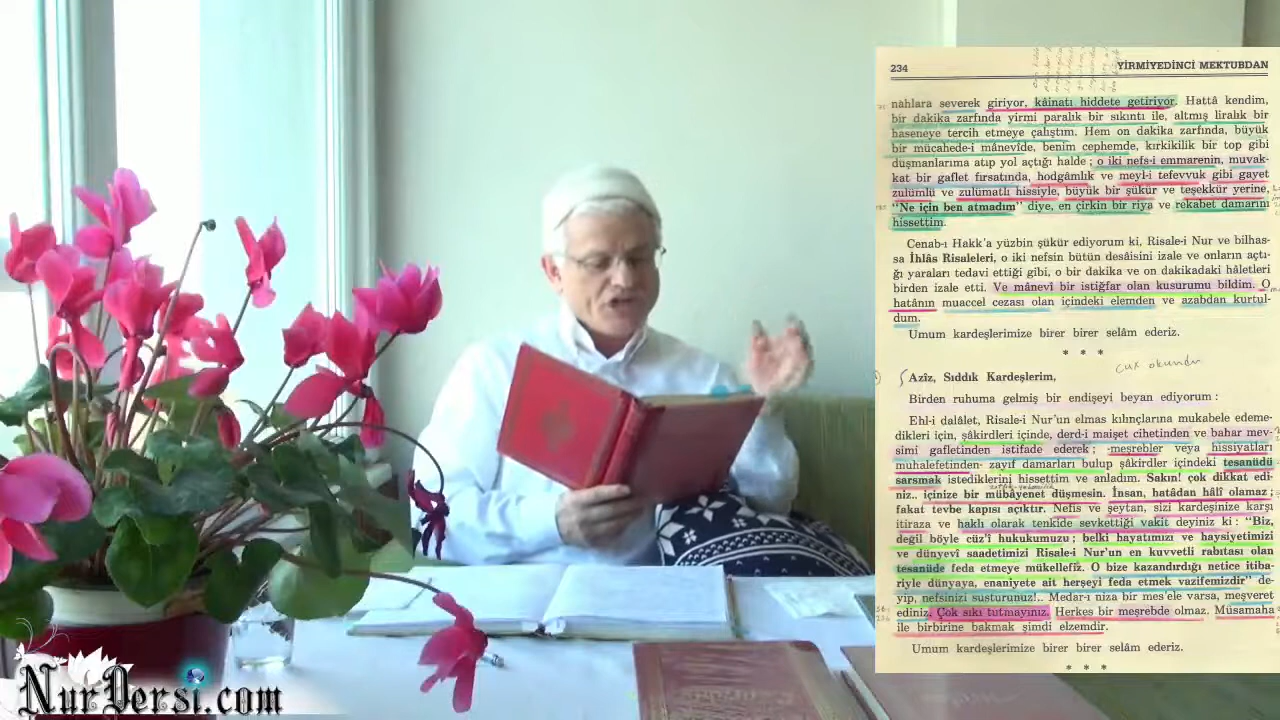 234 YİRMİYEDİNCİ MEKTUBDAN
nahlara severek giriyor, kâinatı hiddete getiriyor. Hattâ kendim,
bir dakika zarfında yirmi paralık bir sıkıntı ile, altmış liralık bir
haseneye tercih etmeye çalıştım. Hem on dakika zarfında, büyük
bir mücahede-i mânevîde, benim cephemde, kırkikilik bir top gibi
düşmanlarıma atıp yol açtığı halde; o iki nefs-i emmarenin, muvak-
kat bir gaflet fırsatında, hodgâmlık ve meyl-i tefevvuk gibi gayet
zulümlü ve zulümatlı hissiyle, büyük bir şükür ve teşekkür yerine,
"Ne için ben atmadım" diye, en çirkin bir riya ve rekabet damarını
hissettim.
Cenab-ı Hakk'a yüzbin şükür ediyorum ki, Risale-i Nur ve bilhas-
sa İhlâs Risaleleri, o iki nefsin bütün desâisini izale ve onların açtı-
ğı yaraları tedavi ettiği gibi, o bir dakika ve on dakikadaki hâletleri
birden izale etti. Ve mânevî bir istiğfar olan kusurumu bildim. O
hatânın muaccel cezası olan içindeki elemden ve azabdan kurtul-
dum.
Umum kardeşlerimize birer birer selâm ederiz.
* * *
cux okundu
Azîz, Sıddık Kardeşlerim,
Birden ruhuma gelmiş bir endişeyi beyan ediyorum:
Ehl-i dalâlet, Risale-i Nur'un elmas kılınçlarına mukabele edeme-
dikleri için, şâkirdleri içinde, derd-i maişet cihetinden ve bahar mev-
simi gafletinden istifade ederek; -meşrebler veya hissiyatları
muhalefetinden- zayıf damarları bulup şâkirdler içindeki tesanüdü
sarsmak istediklerini hissettim ve anladım. Sakın! çok dikkat edi-
niz.. içinize bir mübâyenet düşmesin. İnsan, hatâdan hâlî olamaz;
fakat tevbe kapısı açıktır. Nefis ve şeytan, sizi kardeşinize karşı
itiraza ve haklı olarak tenkîde sevkettiği vakit deyiniz ki: "Biz,
değil böyle cüz'î hukukumuzu; belki hayatımızı ve haysiyetimizi
ve dünyevî saadetimizi Risale-i Nur'un en kuvvetli rabıtası olan
tesanüde feda etmeye mükellefiz. O bize kazandırdığı netice itiba-
riyle dünyaya, enaniyete ait herşeyi feda etmek vazifemizdir" de-
yip, nefsinizi susturunuz!.. Medar-ı niza bir mes'ele varsa, meşveret
ediniz. Çok sıkı tutmayınız. Herkes bir meşrebde olmaz. Müsamaha
ile birbirine bakmak şimdi elzemdir.
Umum kardeşlerimize birer birer selâm ederiz.
* * *
NurDersi.com